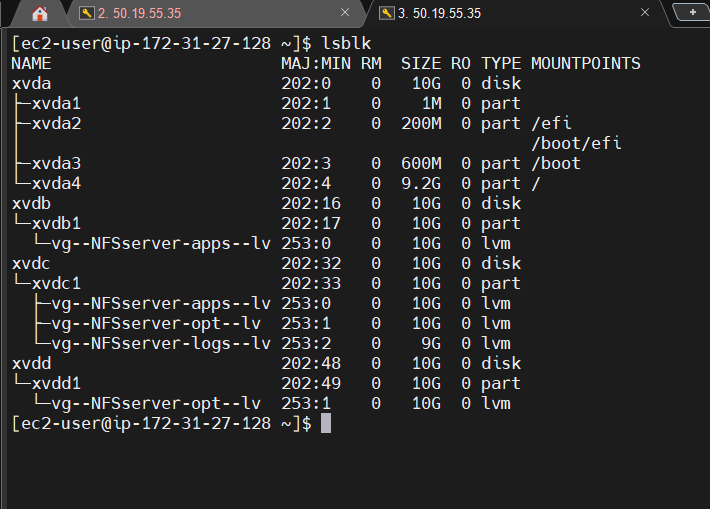 2. 50.19.55.35
3. 50.19.55.35
[ec2-user@ip-172-31-27-128 ~]$ lsblk
NAME                       MAJ:MIN RM  SIZE RO TYPE MOUNTPOINTS
xvda                       202:0    0   10G  0 disk
├─xvda1                    202:1    0    1M  0 part
├─xvda2                    202:2    0  200M  0 part /efi
│                                                  /boot/efi
├─xvda3                    202:3    0  600M  0 part /boot
└─xvda4                    202:4    0  9.2G  0 part /
xvdb                       202:16   0   10G  0 disk
└─xvdb1                    202:17   0   10G  0 part
  └─vg--NFSserver-apps--lv 253:0    0   10G  0 lvm
xvdc                       202:32   0   10G  0 disk
└─xvdc1                    202:33   0   10G  0 part
  ├─vg--NFSserver-apps--lv 253:0    0   10G  0 lvm
  ├─vg--NFSserver-opt--lv  253:1    0   10G  0 lvm
  └─vg--NFSserver-logs--lv 253:2    0    9G  0 lvm
xvdd                       202:48   0   10G  0 disk
└─xvdd1                    202:49   0   10G  0 part
  └─vg--NFSserver-opt--lv  253:1    0   10G  0 lvm
[ec2-user@ip-172-31-27-128 ~]$